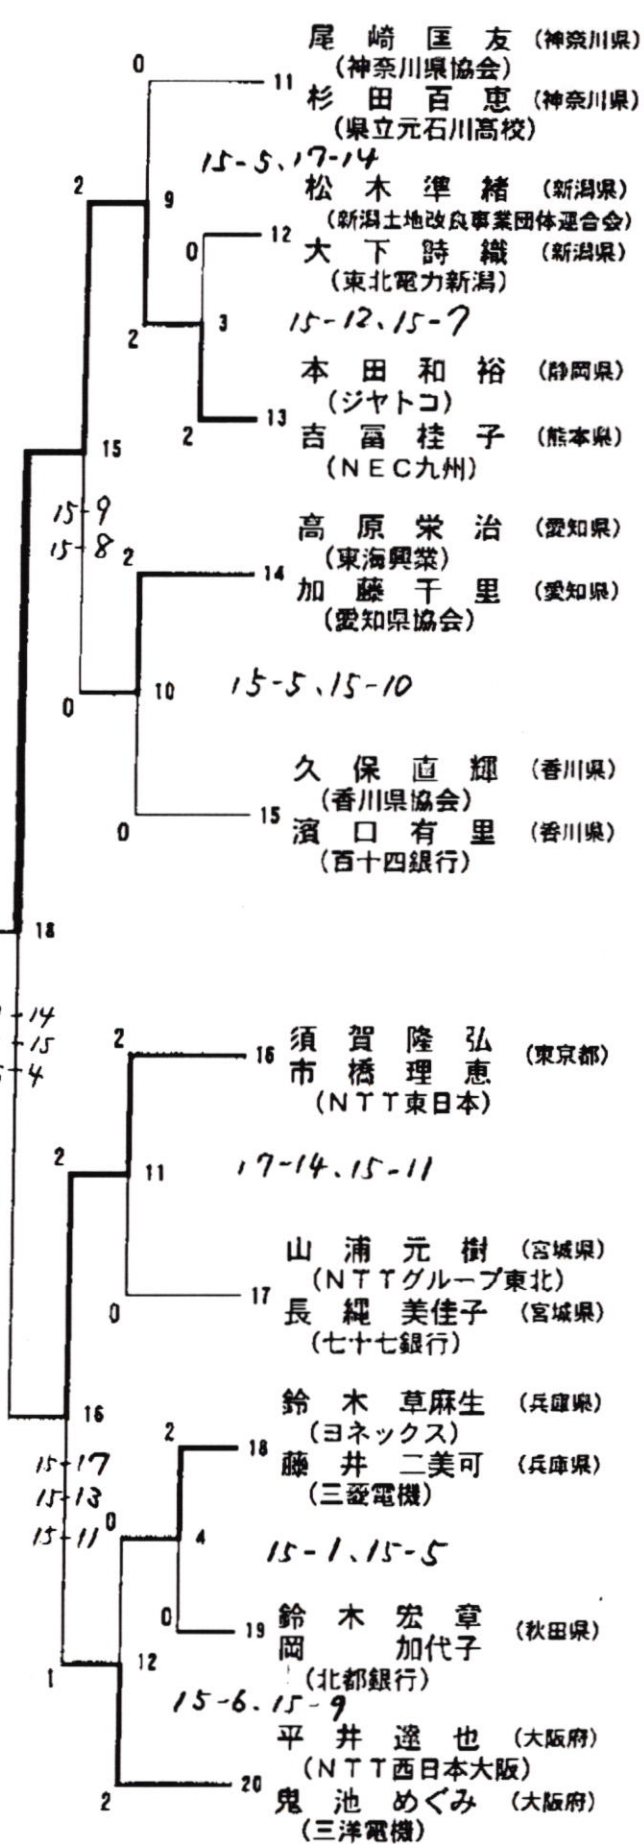 尾崎匡友 (神奈川県)
(神奈川県協会)
0
11
杉田百恵 (神奈川県)
(県立元石川高校)
15-5、17-14
2
9
松木準緒 (新潟県)
(新潟土地改良事業団体連合会)
12
0
大下詩織 (新潟県)
(東北電力新潟)
2
3
15-12、15-7
本田和裕 (静岡県)
(ジヤトコ)
13
2
吉冨桂子 (熊本県)
(NEC九州)
15
15-9
15-8
高原栄治 (愛知県)
(東海興業)
2
14
加藤千里 (愛知県)
(愛知県協会)
0
10
15-5、15-10
久保直輝 (香川県)
(香川県協会)
15
0
濱口有里 (香川県)
(百十四銀行)
18
-14
-15
-4
2
16
須賀隆弘
市橋理恵 (東京都)
(NTT東日本)
2
11
17-14、15-11
山浦元樹 (宮城県)
(NTTグループ東北)
17
0
長縄美佳子 (宮城県)
(七十七銀行)
16
鈴木草麻生 (兵庫県)
(ヨネックス)
2
18
藤井二美可 (兵庫県)
(三菱電機)
15-17
15-13
15-11
0
4
15-1、15-5
0
19
鈴木宏章
岡加代子 (秋田県)
(北都銀行)
1
12
15-6、15-9
平井達也 (大阪府)
(NTT西日本大阪)
2
20
鬼池めぐみ (大阪府)
(三洋電機)